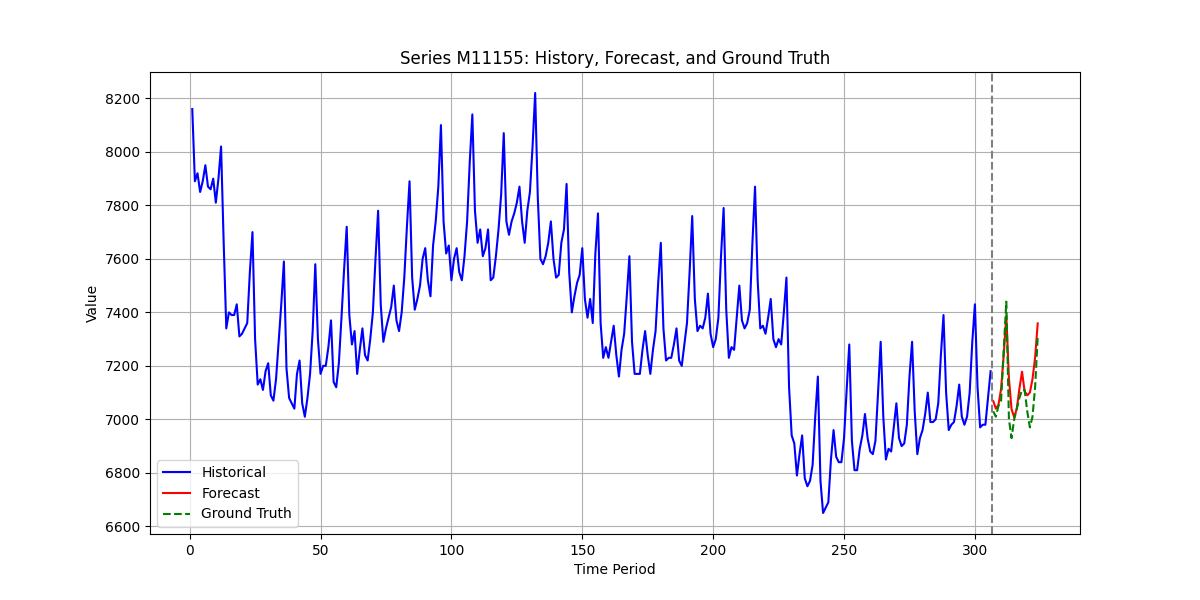 Series M11155: History, Forecast, and Ground Truth
8200
8000
7800
7600
7400
7200
7000
6800
6600
Value
Historical
Forecast
Ground Truth
0 50 100 150 200 250 300
Time Period